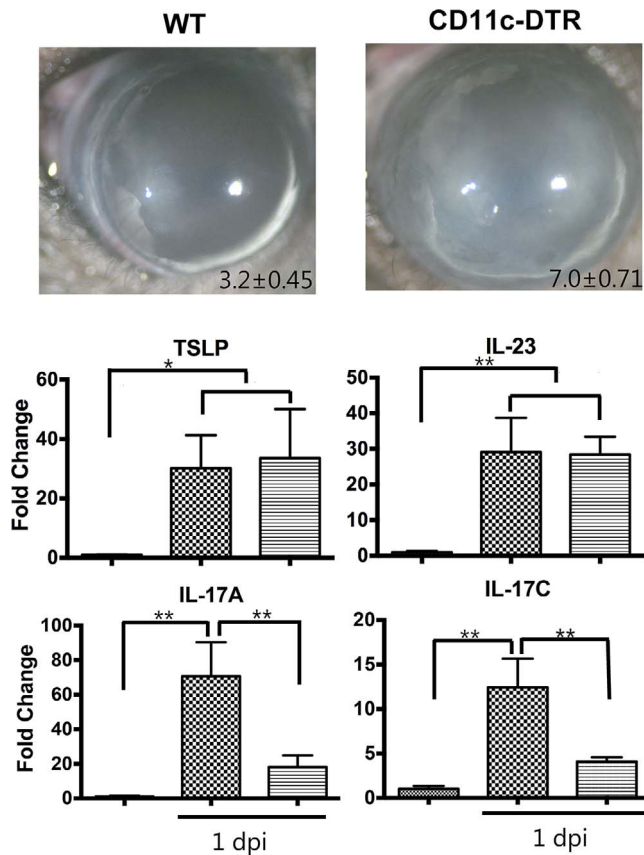 WT
CD11c-DTR
3.2±0.45
7.0±0.71
TSLP
IL-23
*
**
Fold Change
60
40
20
0
50
40
30
20
10
0
IL-17A
IL-17C
**
**
**
**
Fold Change
100
80
60
40
20
0
20
15
10
5
0
1 dpi
1 dpi